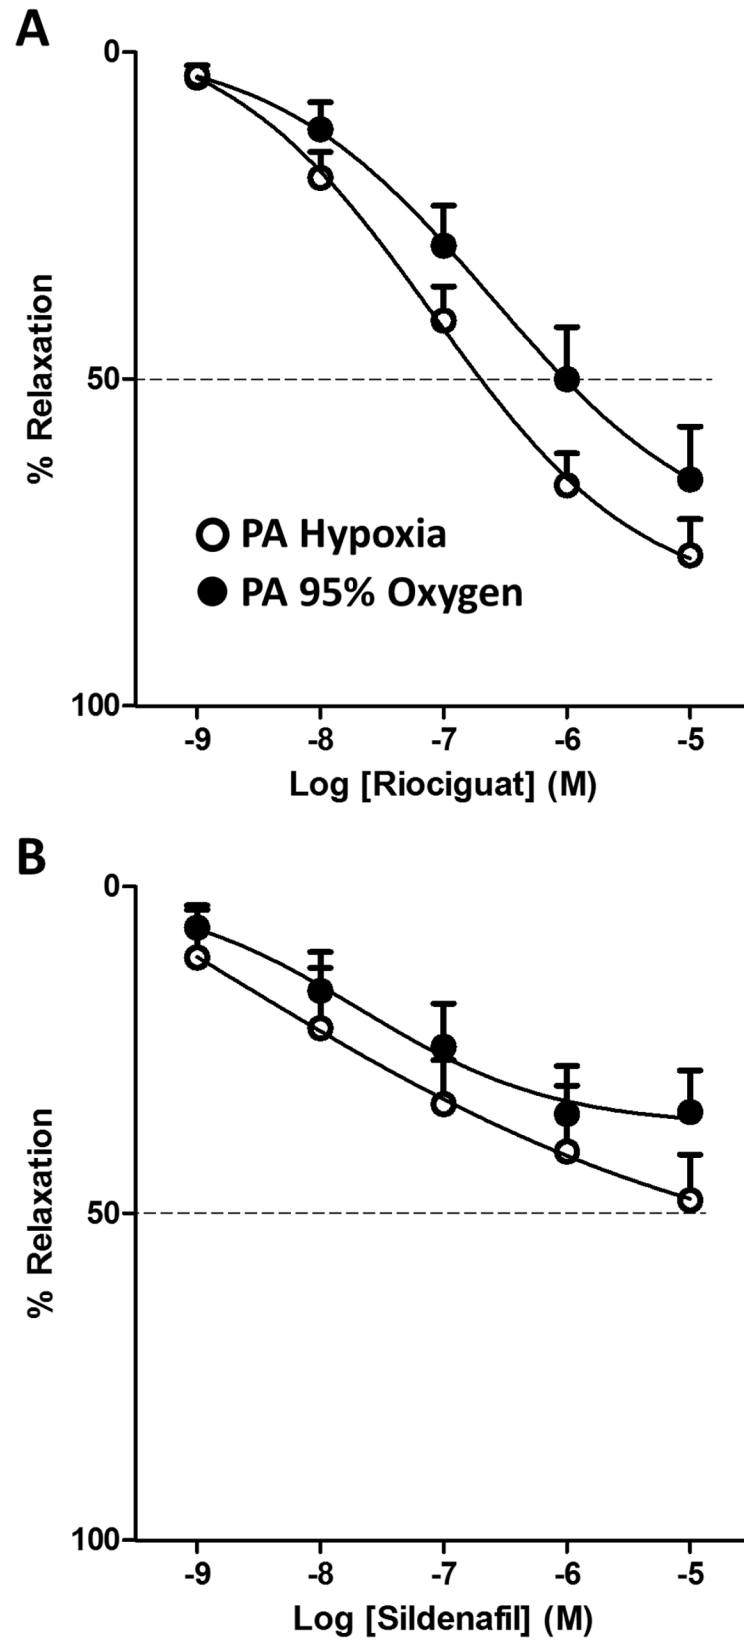 A
0
50
100
% Relaxation
PA Hypoxia
PA 95% Oxygen
-9 -8 -7 -6 -5
Log [Riociguat] (M)
B
0
50
100
% Relaxation
-9 -8 -7 -6 -5
Log [Sildenafil] (M)